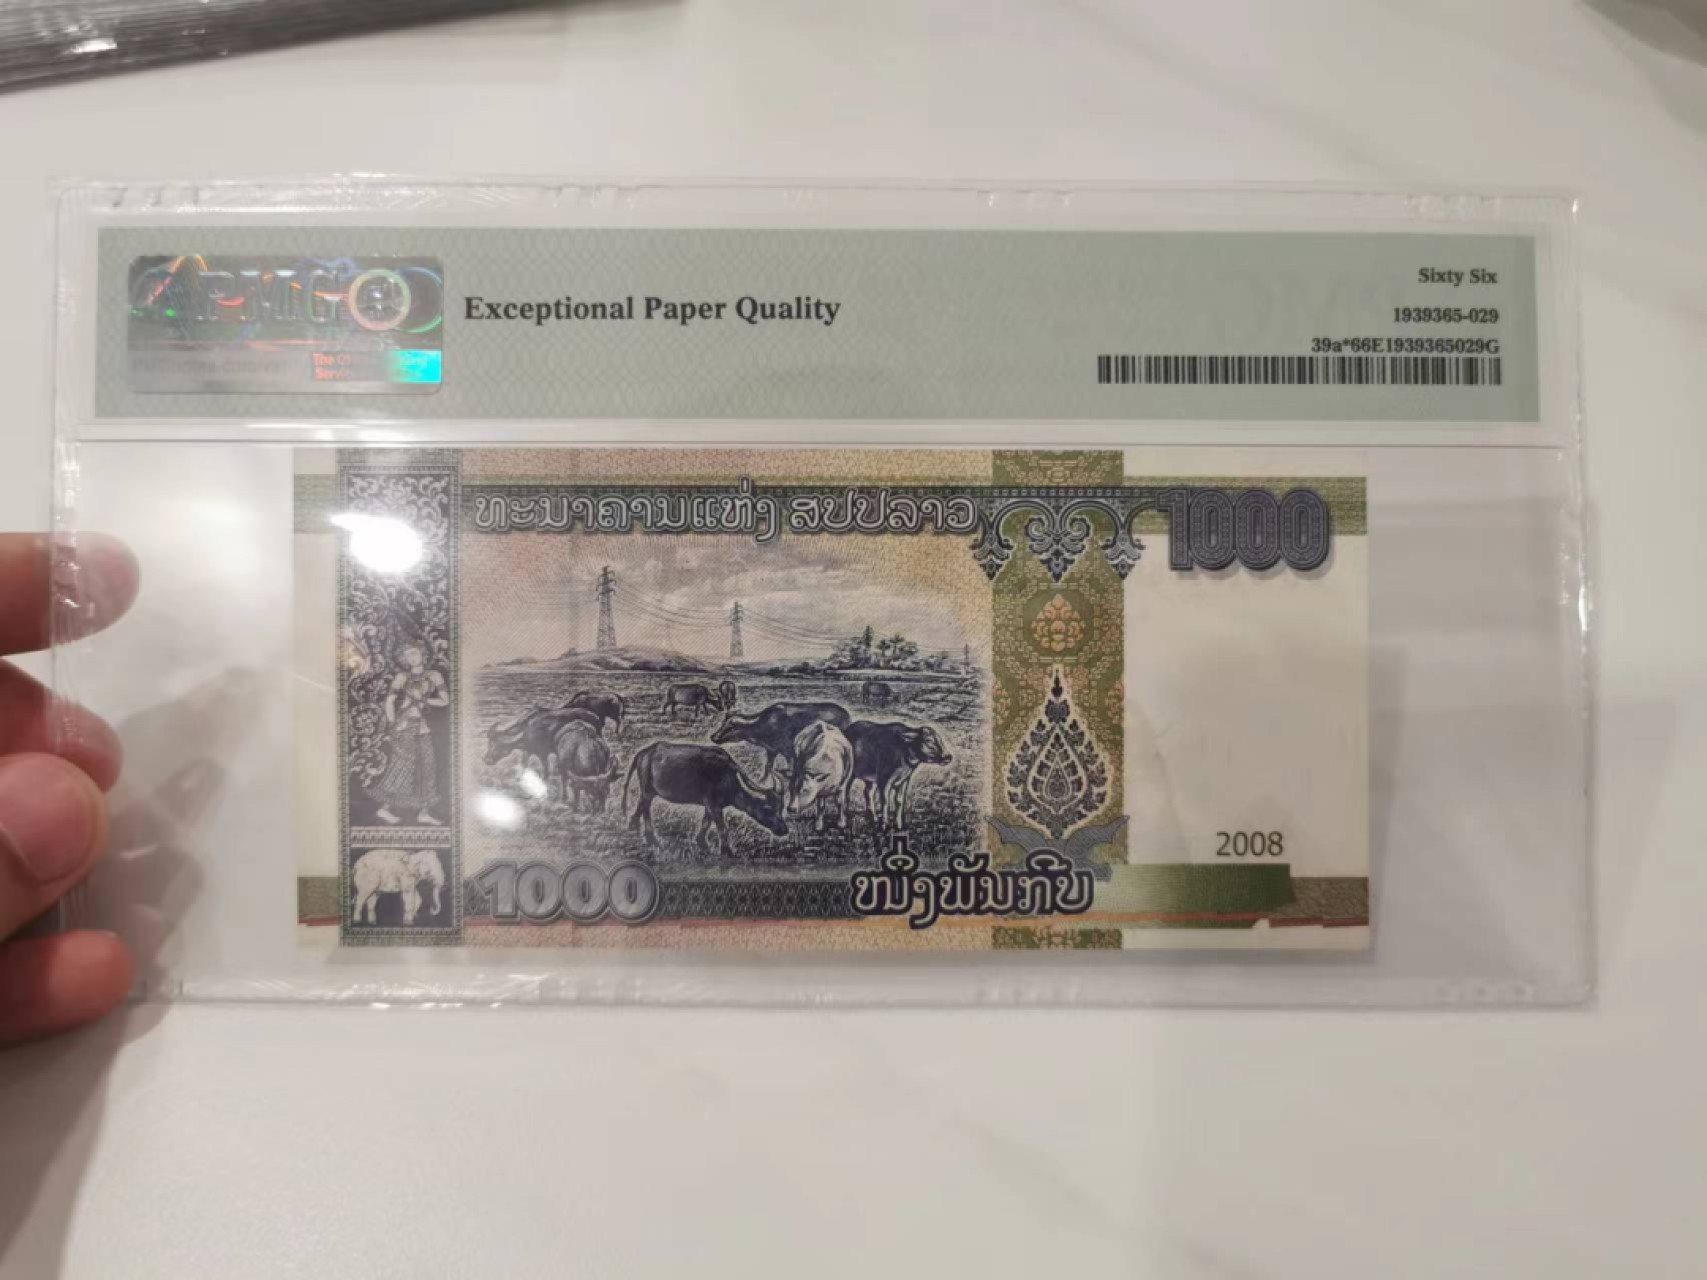 PMG
Exceptional Paper Quality
Sixty Six
1939365-029
39a*66E1939365029G
ທະນາຄານແຫ່ງ ສປປລາວ
1000
2008
1000
ໜຶ່ງພັນກີບ